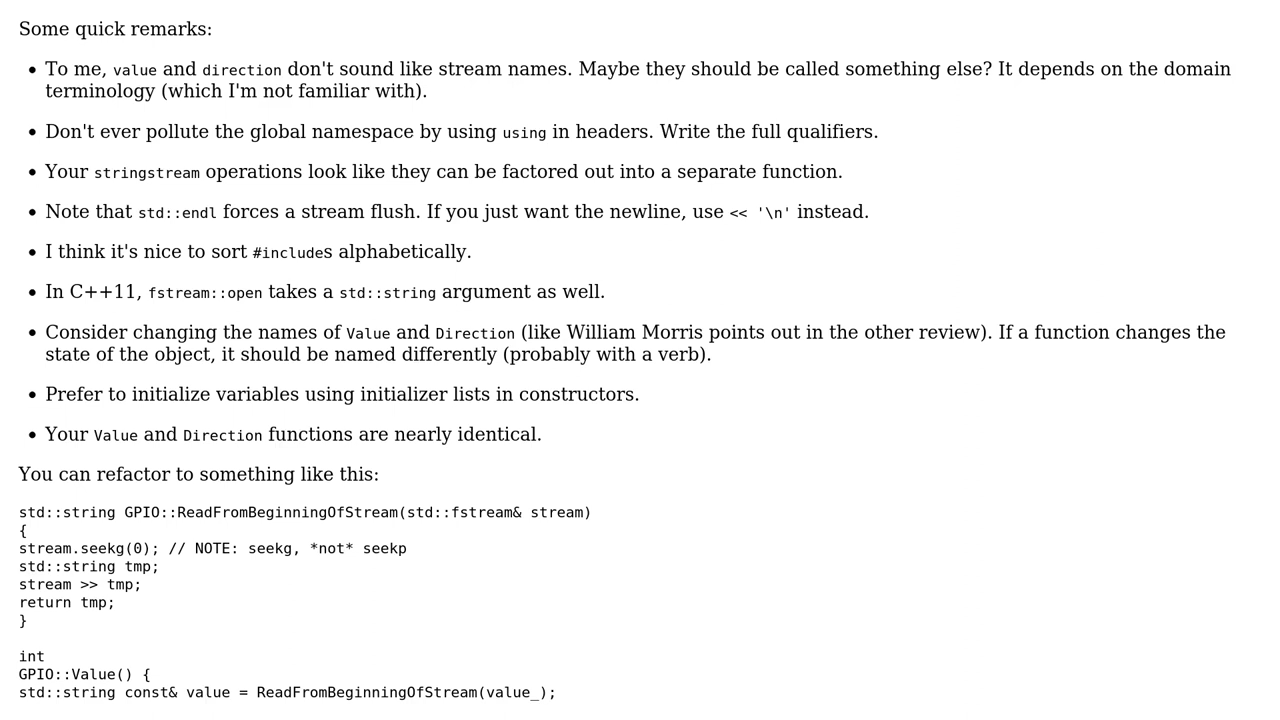 Some quick remarks:
• To me, value and direction don't sound like stream names. Maybe they should be called something else? It depends on the domain
terminology (which I'm not familiar with).
• Don't ever pollute the global namespace by using using in headers. Write the full qualifiers.
• Your stringstream operations look like they can be factored out into a separate function.
• Note that std::endl forces a stream flush. If you just want the newline, use << '\n' instead.
• I think it's nice to sort #includes alphabetically.
• In C++11, fstream::open takes a std::string argument as well.
• Consider changing the names of Value and Direction (like William Morris points out in the other review). If a function changes the
state of the object, it should be named differently (probably with a verb).
• Prefer to initialize variables using initializer lists in constructors.
• Your Value and Direction functions are nearly identical.
You can refactor to something like this:
std::string GPIO::ReadFromBeginningOfStream(std::fstream& stream)
{
stream.seekg(0); // NOTE: seekg, *not* seekp
std::string tmp;
stream >> tmp;
return tmp;
}
int
GPIO::Value() {
std::string const& value = ReadFromBeginningOfStream(value_);